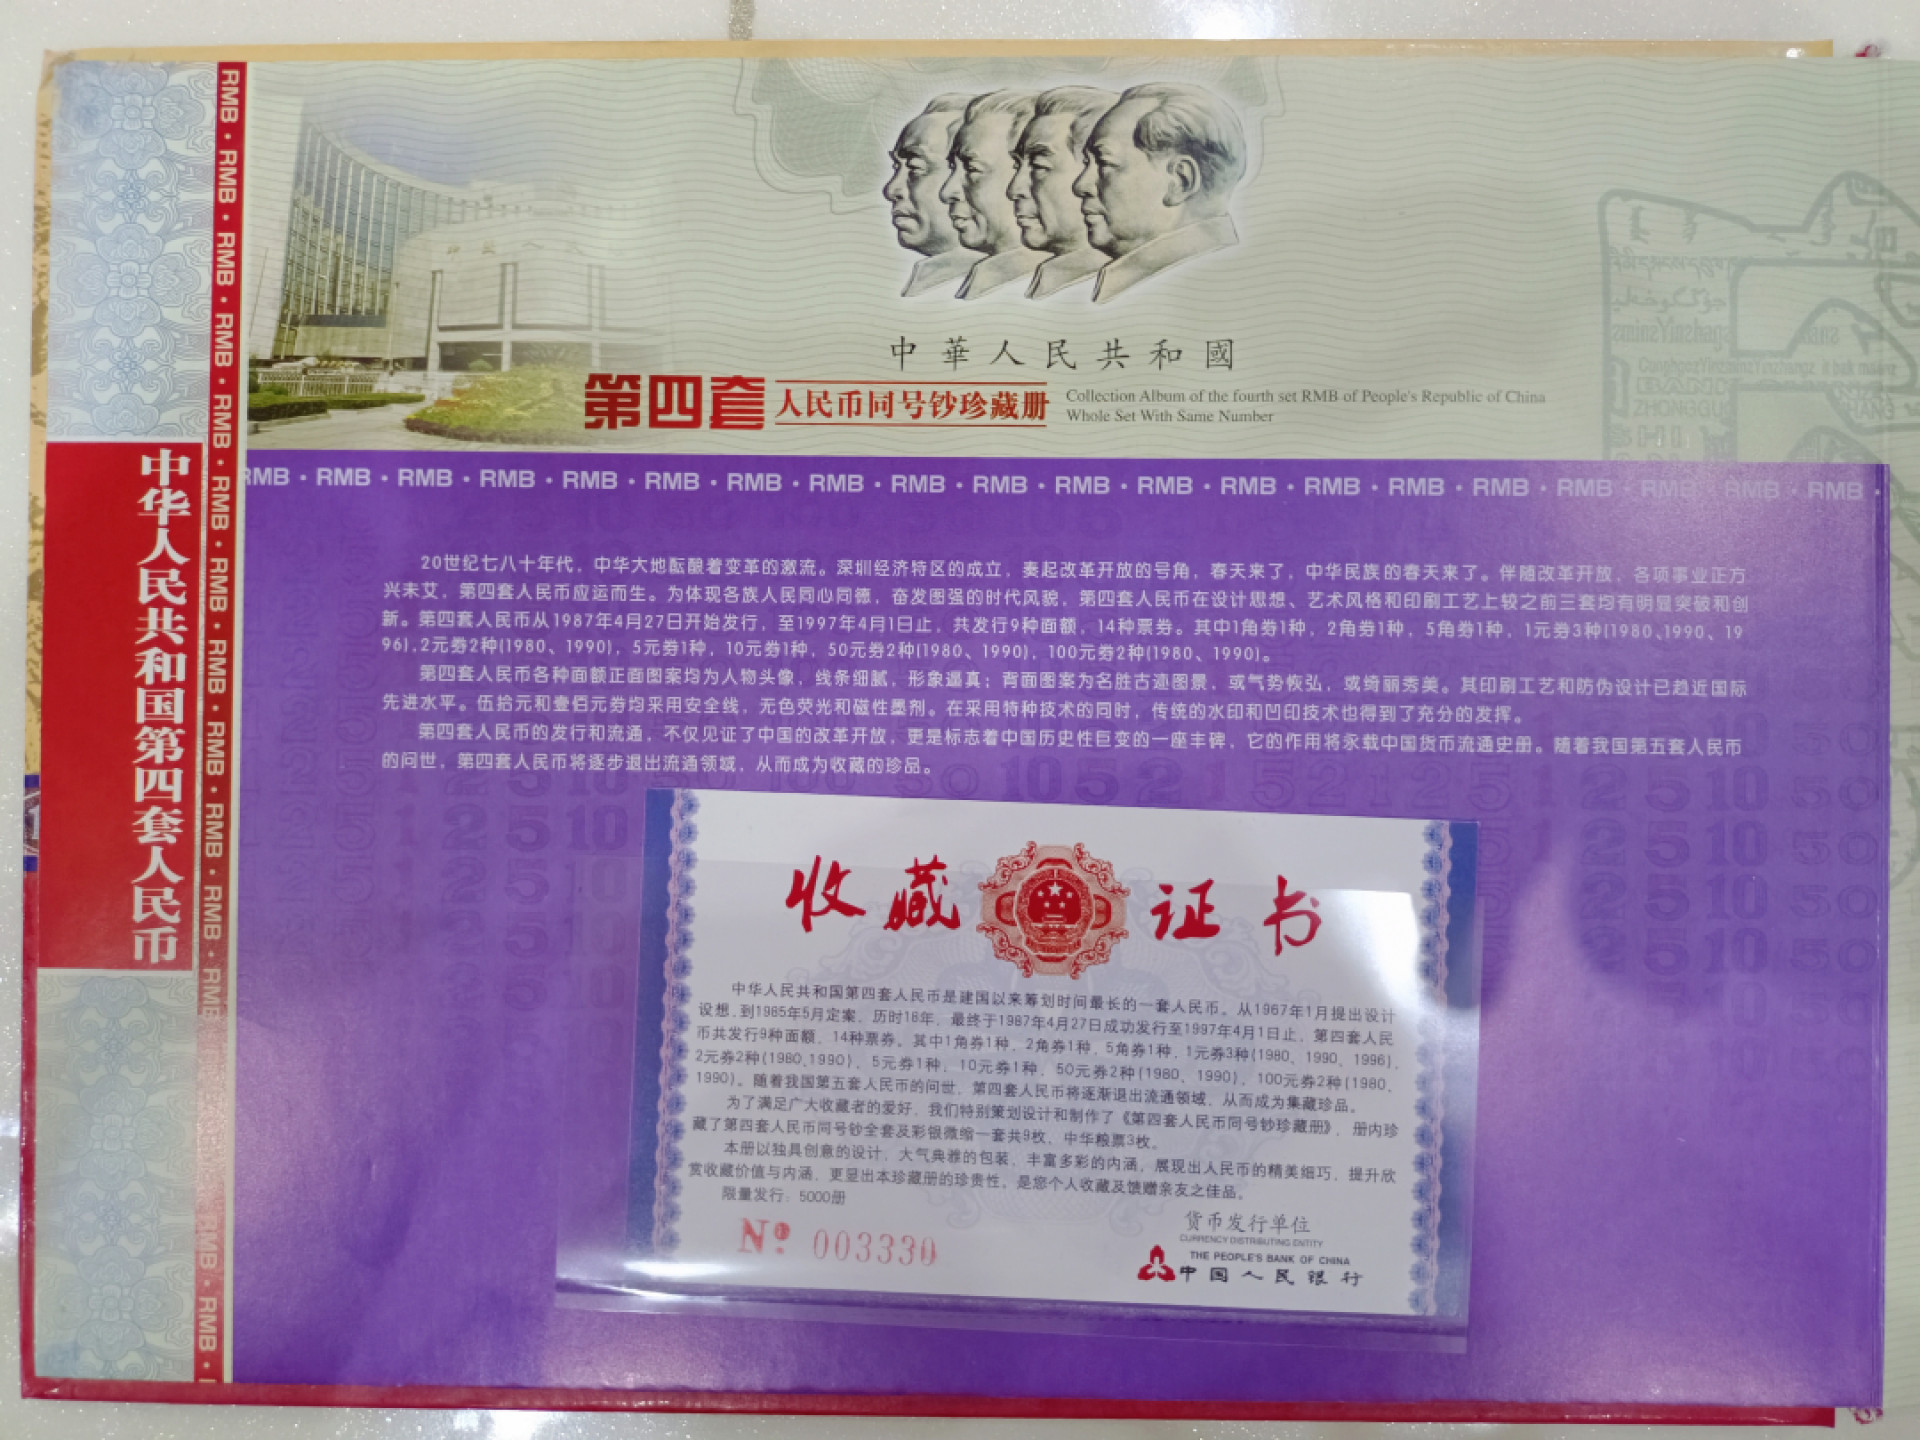 中華人民共和國
第四套人民币同号钞珍藏册
Collection Album of the fourth set RMB of People's Republic of China
Whole Set With Same Number
中华人民共和国第四套人民币
RMB · RMB · RMB · RMB · RMB · RMB · RMB · RMB · RMB · RMB · RMB · RMB · RMB · RMB · RMB
RMB · RMB · RMB · RMB · RMB · RMB · RMB · RMB · RMB · RMB · RMB · RMB · RMB · RMB · RMB · RMB · RMB · RMB · RMB · RMB ·
20世纪七八十年代，中华大地酝酿着变革的激流。深圳经济特区的成立，奏起改革开放的号角，春天来了，中华民族的春天来了。伴随改革开放，各项事业正方
兴未艾，第四套人民币应运而生。为体现各族人民同心同德，奋发图强的时代风貌，第四套人民币在设计思想、艺术风格和印刷工艺上较之前三套均有明显突破和创
新。第四套人民币从1987年4月27日开始发行，至1997年4月1日止，共发行9种面额，14种票券。其中1角券1种，2角券1种，5角券1种，1元券3种(1980、1990、19
96),2元券2种(1980、1990)，5元券1种，10元券1种，50元券2种(1980、1990)，100元券2种(1980、1990)。
第四套人民币各种面额正面图案均为人物头像，线条细腻，形象逼真；背面图案为名胜古迹图景，或气势恢弘，或绮丽秀美。其印刷工艺和防伪设计已趋近国际
先进水平。伍拾元和壹佰元券均采用安全线，无色荧光和磁性墨剂。在采用特种技术的同时，传统的水印和凹印技术也得到了充分的发挥。
第四套人民币的发行和流通，不仅见证了中国的改革开放，更是标志着中国历史性巨变的一座丰碑，它的作用将永载中国货币流通史册。随着我国第五套人民币
的问世，第四套人民币将逐步退出流通领域，从而成为收藏的珍品。
收藏证书
中华人民共和国第四套人民币是建国以来筹划时间最长的一套人民币。从1967年1月提出设计
设想，到1985年5月定案，历时18年，最终于1987年4月27日成功发行至1997年4月1日止，第四套人民
币共发行9种面额，14种票券。其中1角券1种，2角券1种，5角券1种，1元券3种(1980、1990、1996)，
2元券2种(1980,1990)，5元券1种，10元券1种，50元券2种(1980、1990)，100元券2种(1980、
1990)。随着我国第五套人民币的问世，第四套人民币将逐渐退出流通领域，从而成为集藏珍品。
为了满足广大收藏者的爱好，我们特别策划设计和制作了《第四套人民币同号钞珍藏册》，册内珍
藏了第四套人民币同号钞全套及彩银微缩一套共9枚，中华粮票3枚。
本册以独具创意的设计，大气典雅的包装，丰富多彩的内涵，展现出人民币的精美细巧，提升欣
赏收藏价值与内涵，更显出本珍藏册的珍贵性，是您个人收藏及馈赠亲友之佳品。
限量发行：5000册
Nº 003330
货币发行单位
CURRENCY DISTRIBUTING ENTITY
THE PEOPLE'S BANK OF CHINA
中国人民银行